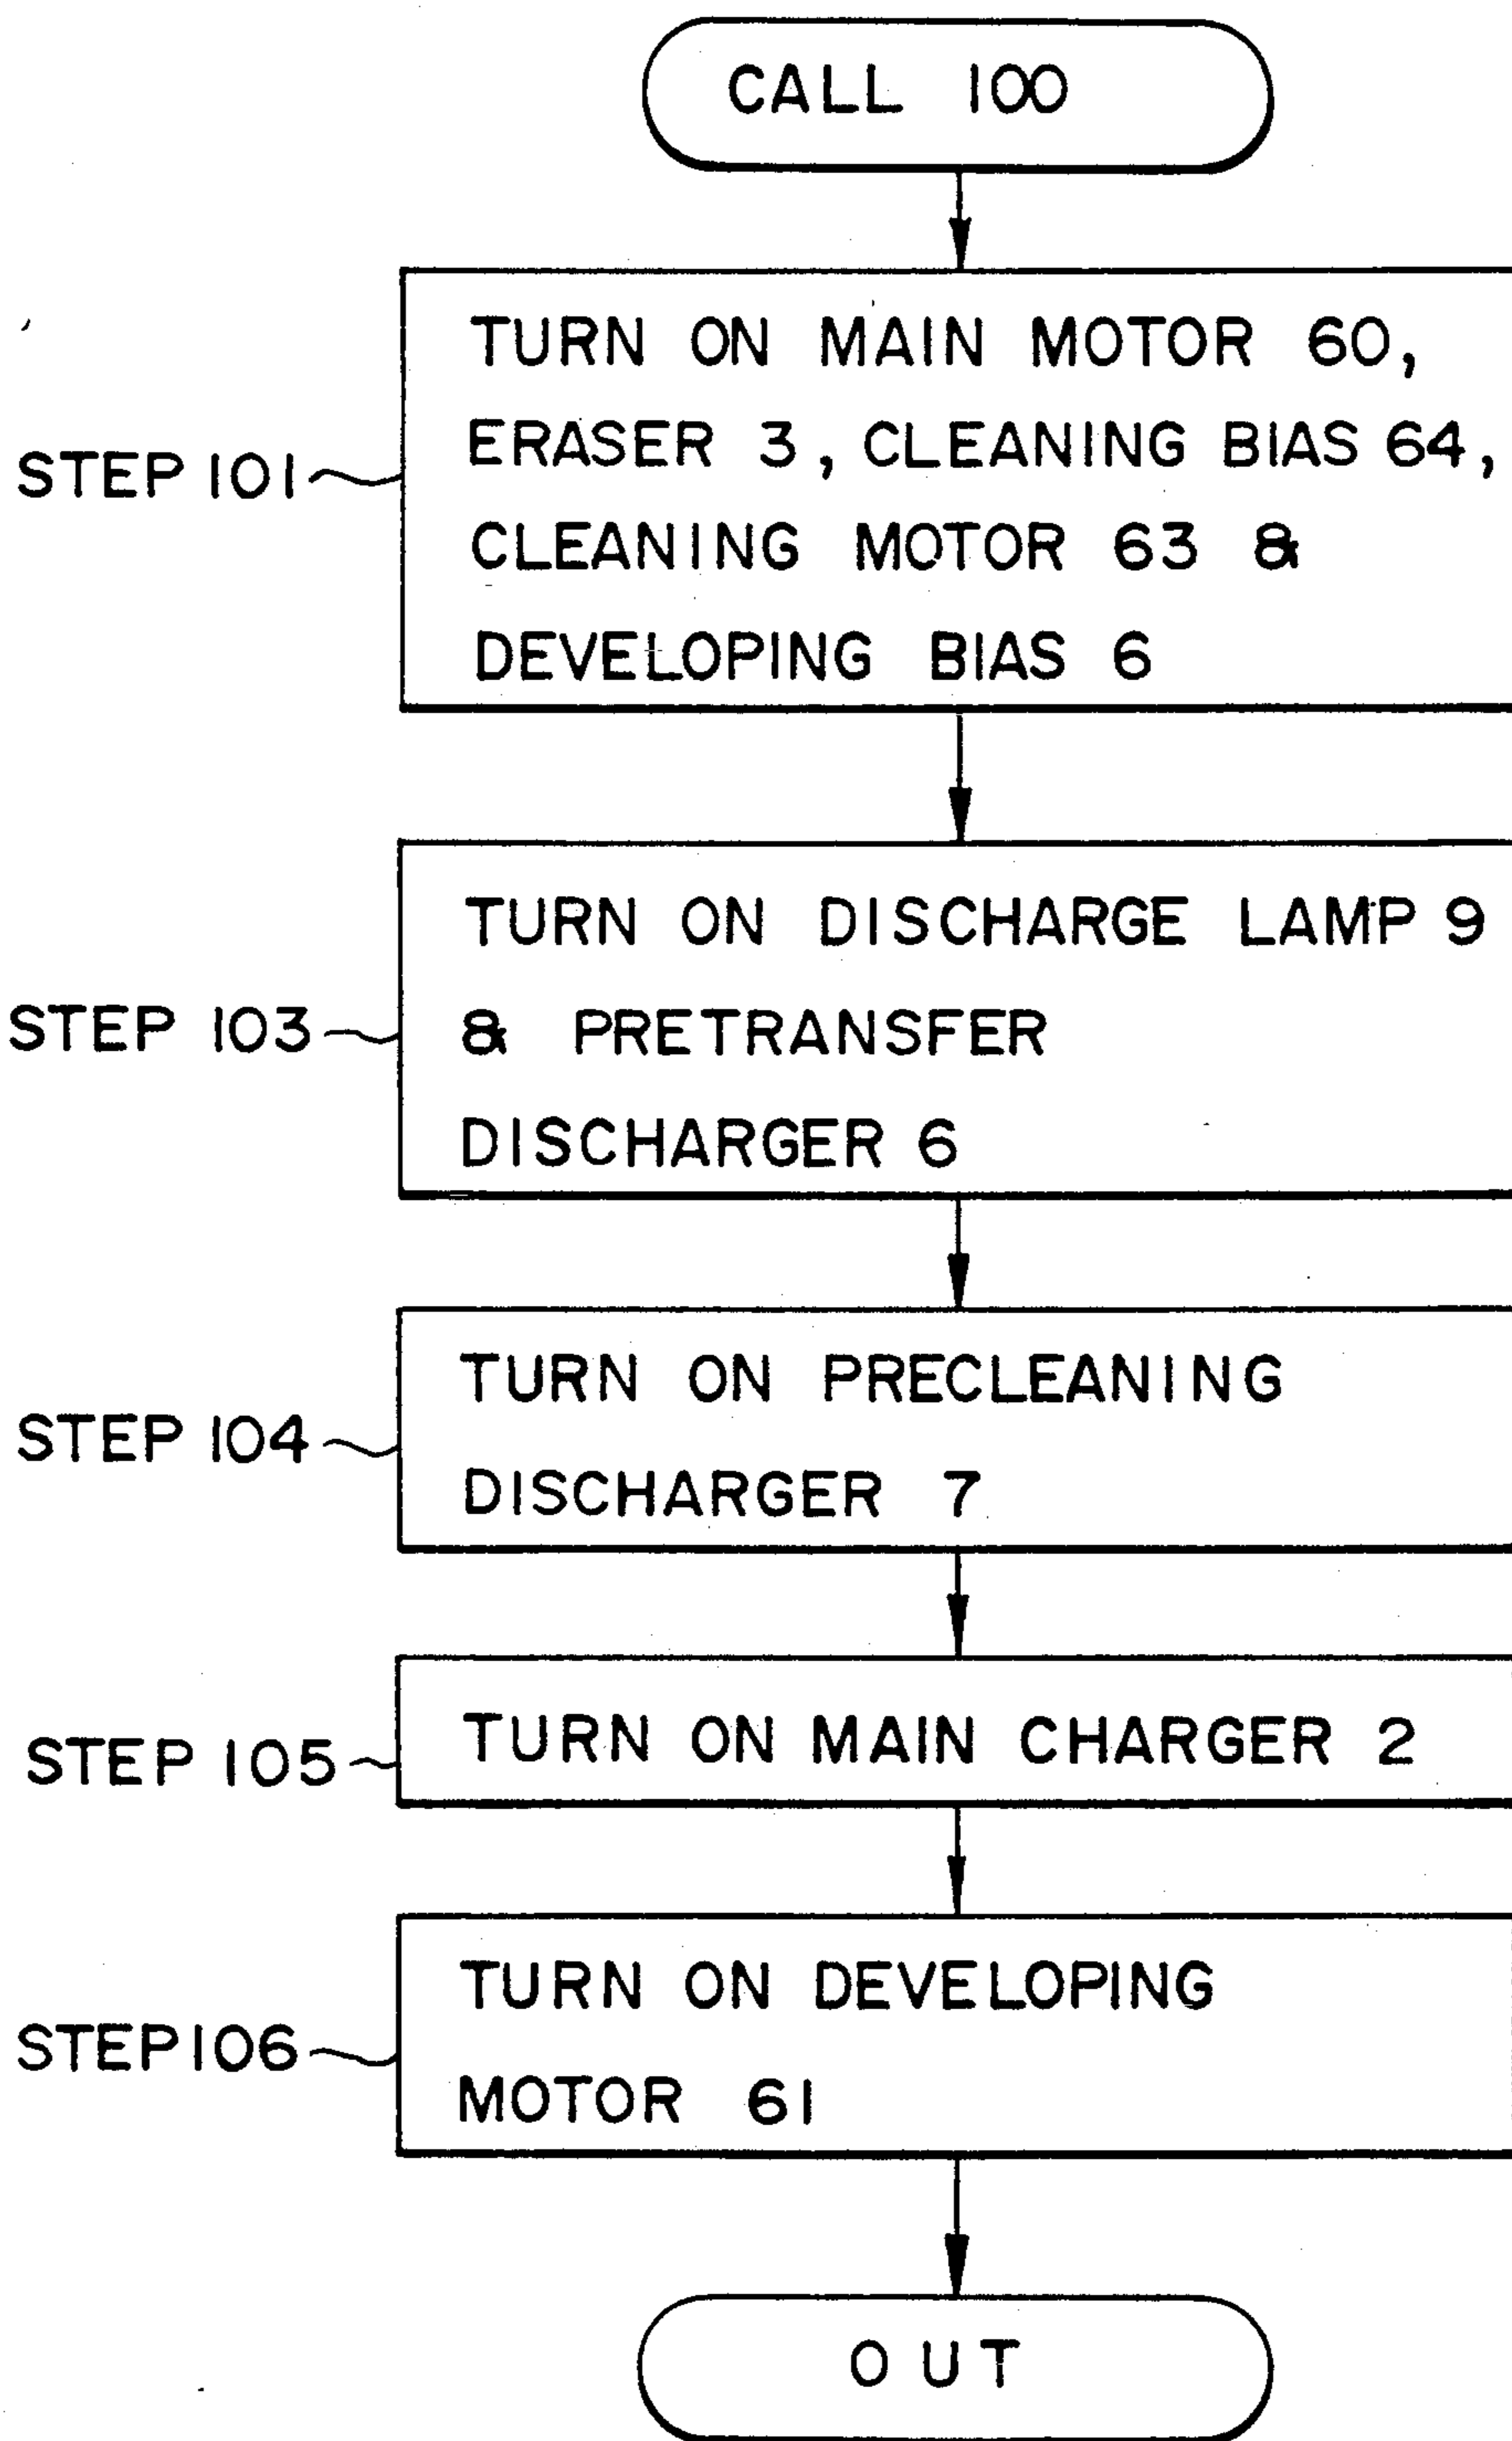 CALL 100
TURN ON MAIN MOTOR 60,
ERASER 3, CLEANING BIAS 64,
STEP 101
CLEANING MOTOR 63 &
DEVELOPING BIAS 6
TURN ON DISCHARGE LAMP 9
STEP 103
& PRETRANSFER
DISCHARGER 6
TURN ON PRECLEANING
STEP 104
DISCHARGER 7
TURN ON MAIN CHARGER 2
STEP 105
TURN ON DEVELOPING
STEP 106
MOTOR 61
OUT